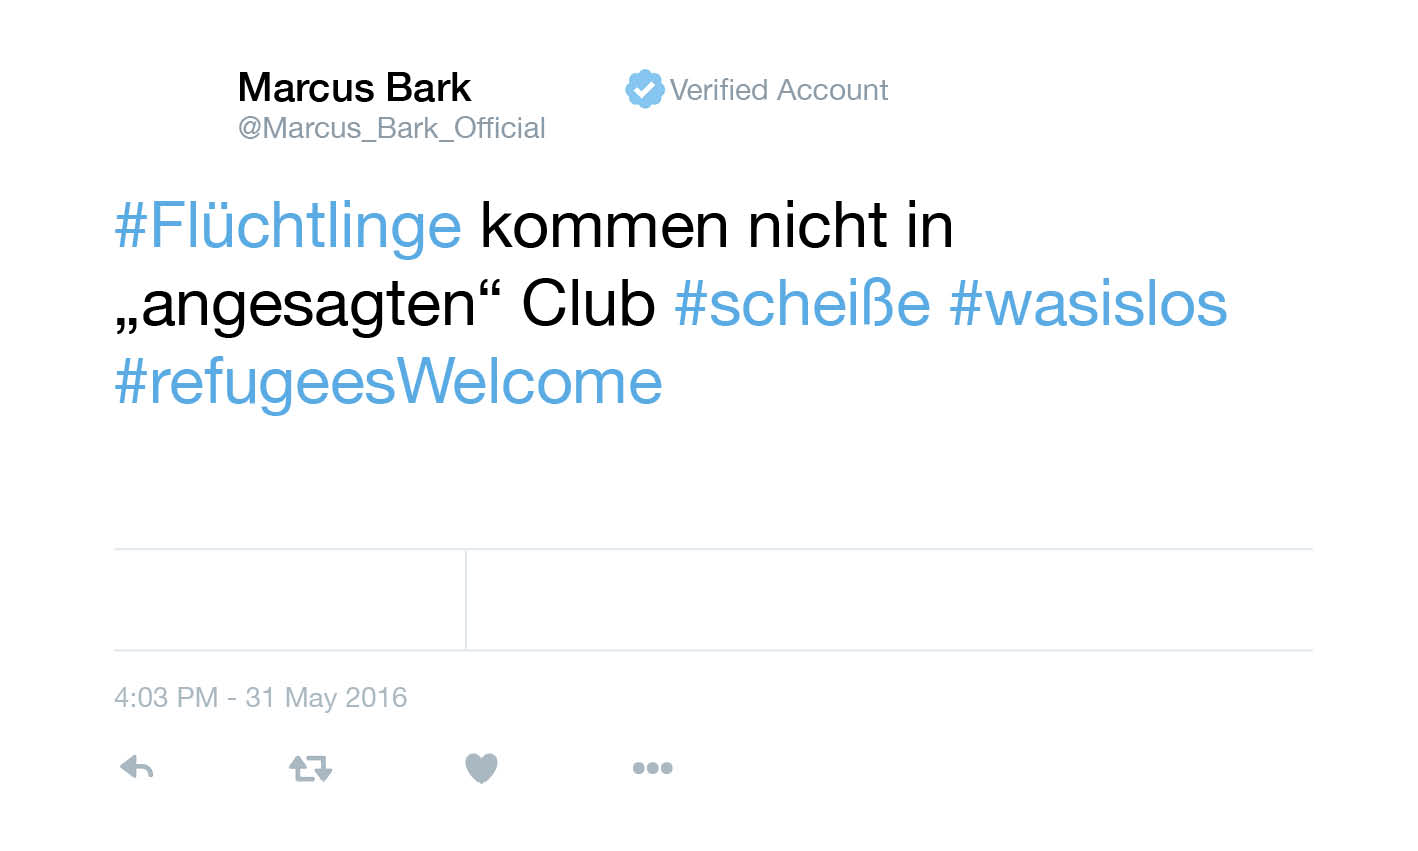 Marcus Bark Verified Account
@Marcus_Bark_Official
#Flüchtlinge kommen nicht in
„angesagten“ Club #scheiße #wasislos
#refugeesWelcome
4:03 PM - 31 May 2016